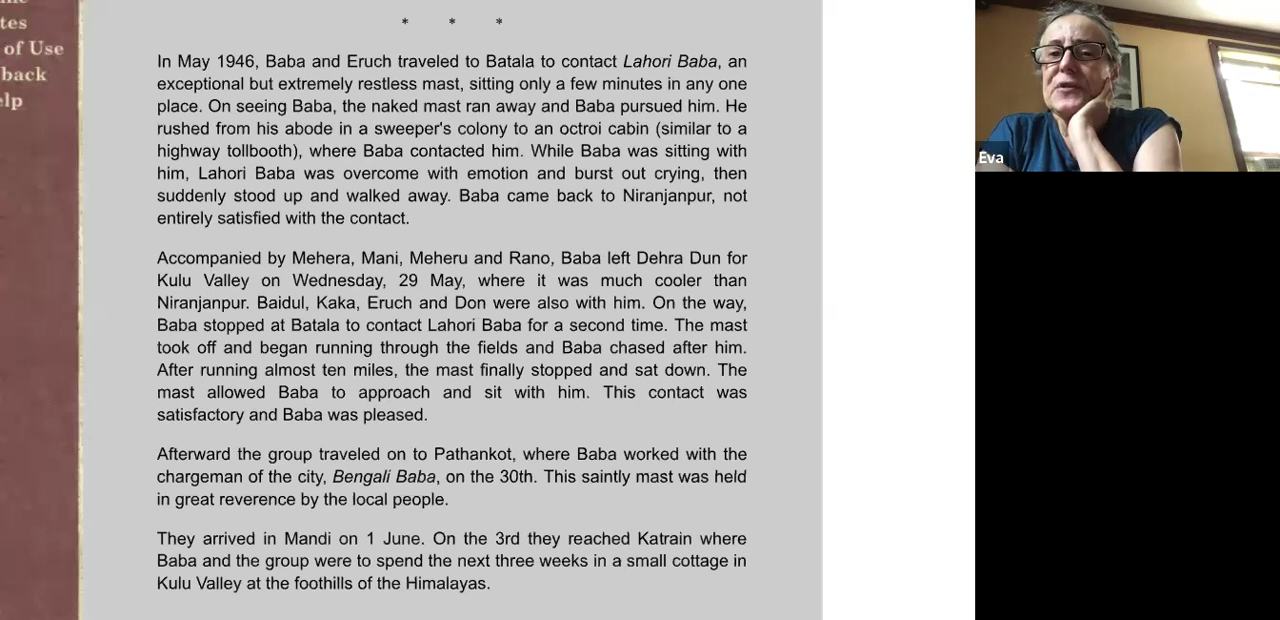 tes
of Use
back
elp
* * *
In May 1946, Baba and Eruch traveled to Batala to contact Lahori Baba, an
exceptional but extremely restless mast, sitting only a few minutes in any one
place. On seeing Baba, the naked mast ran away and Baba pursued him. He
rushed from his abode in a sweeper's colony to an octroi cabin (similar to a
highway tollbooth), where Baba contacted him. While Baba was sitting with
him, Lahori Baba was overcome with emotion and burst out crying, then
suddenly stood up and walked away. Baba came back to Niranjanpur, not
entirely satisfied with the contact.
Accompanied by Mehera, Mani, Meheru and Rano, Baba left Dehra Dun for
Kulu Valley on Wednesday, 29 May, where it was much cooler than
Niranjanpur. Baidul, Kaka, Eruch and Don were also with him. On the way,
Baba stopped at Batala to contact Lahori Baba for a second time. The mast
took off and began running through the fields and Baba chased after him.
After running almost ten miles, the mast finally stopped and sat down. The
mast allowed Baba to approach and sit with him. This contact was
satisfactory and Baba was pleased.
Afterward the group traveled on to Pathankot, where Baba worked with the
chargeman of the city, Bengali Baba, on the 30th. This saintly mast was held
in great reverence by the local people.
They arrived in Mandi on 1 June. On the 3rd they reached Katrain where
Baba and the group were to spend the next three weeks in a small cottage in
Kulu Valley at the foothills of the Himalayas.
Eva